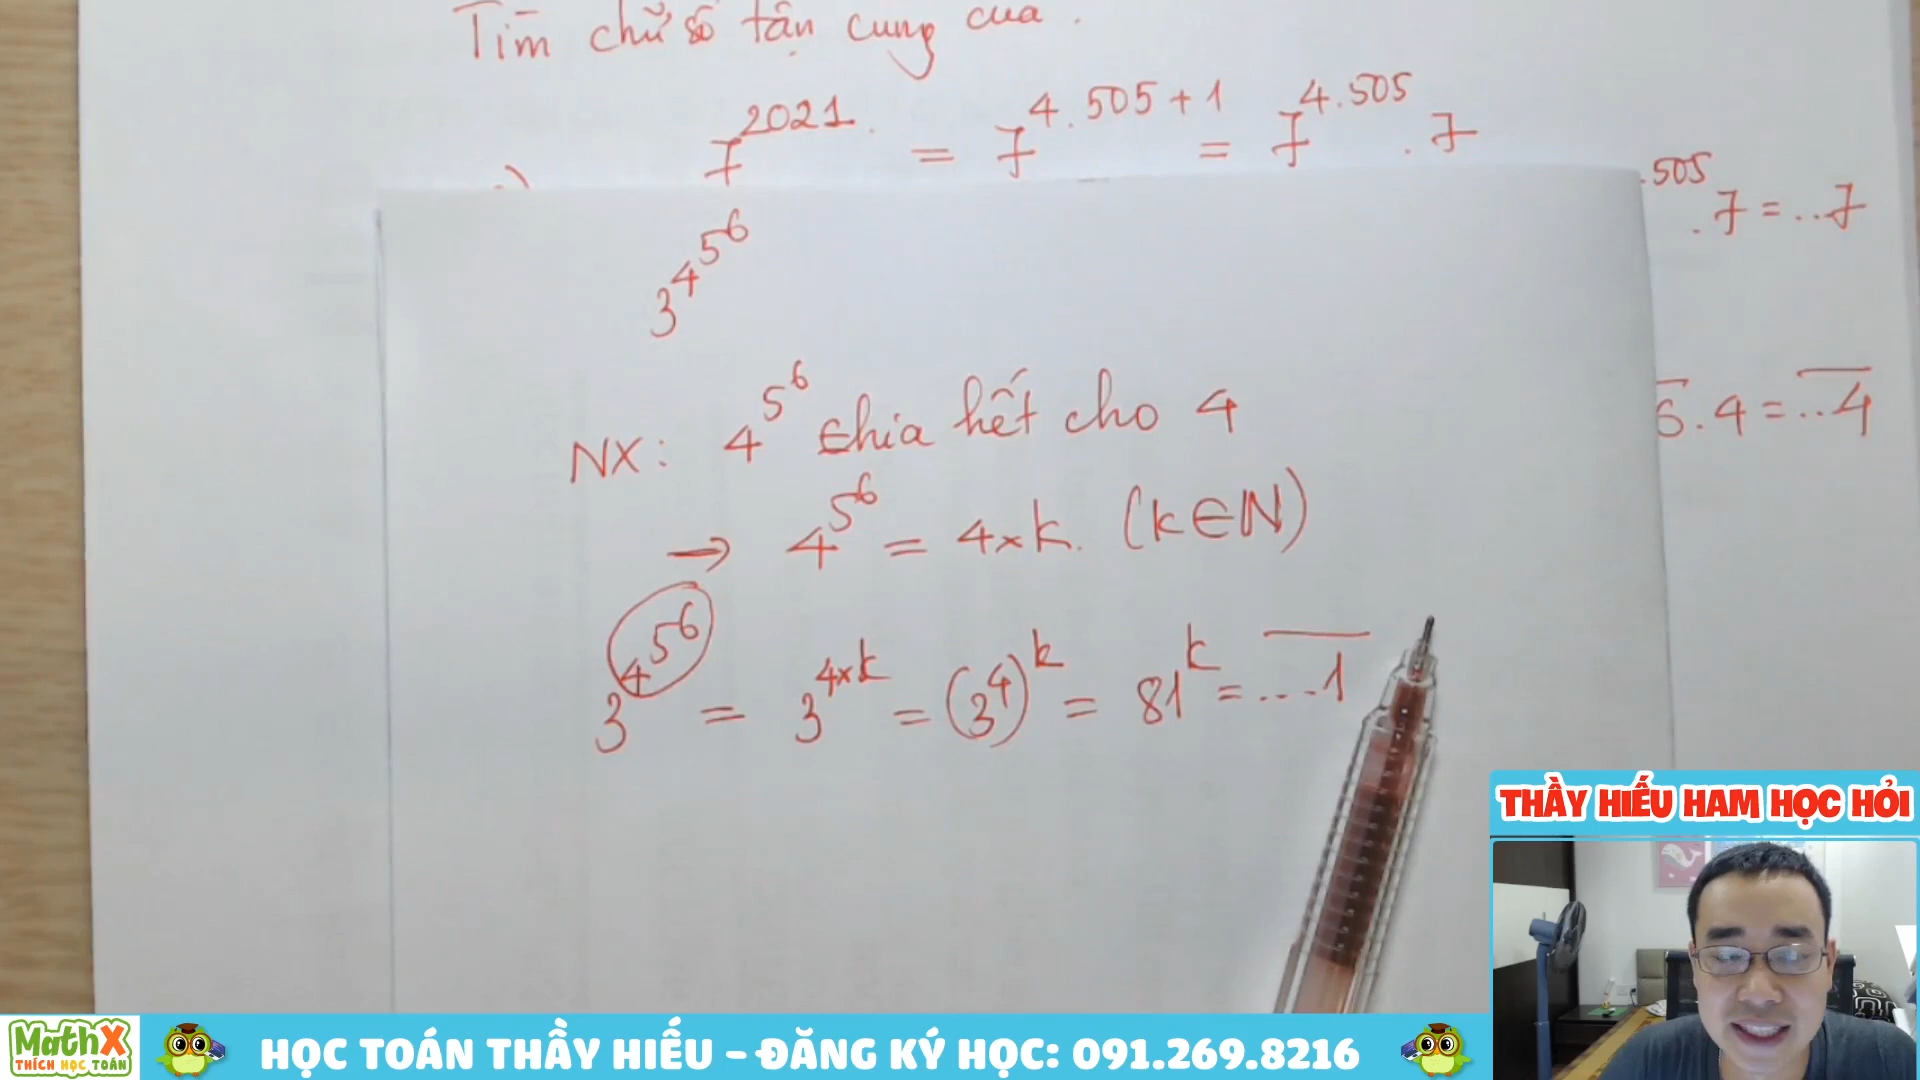 Tìm chữ số tận cung cua .
7^2021 = 7^4.505+1 = 7^4.505 . 7
.505 . 7 = ...7
3^4^5^6
NX: 4^5^6 chia hết cho 4
6.4 = ...4
→ 4^5^6 = 4×k. (k∈N)
3^4^5^6 = 3^4×k = (3^4)^k = 81^k = ...1
THẦY HIẾU HAM HỌC HỎI
MathX
THÍCH HỌC TOÁN
HỌC TOÁN THẦY HIẾU - ĐĂNG KÝ HỌC: 091.269.8216